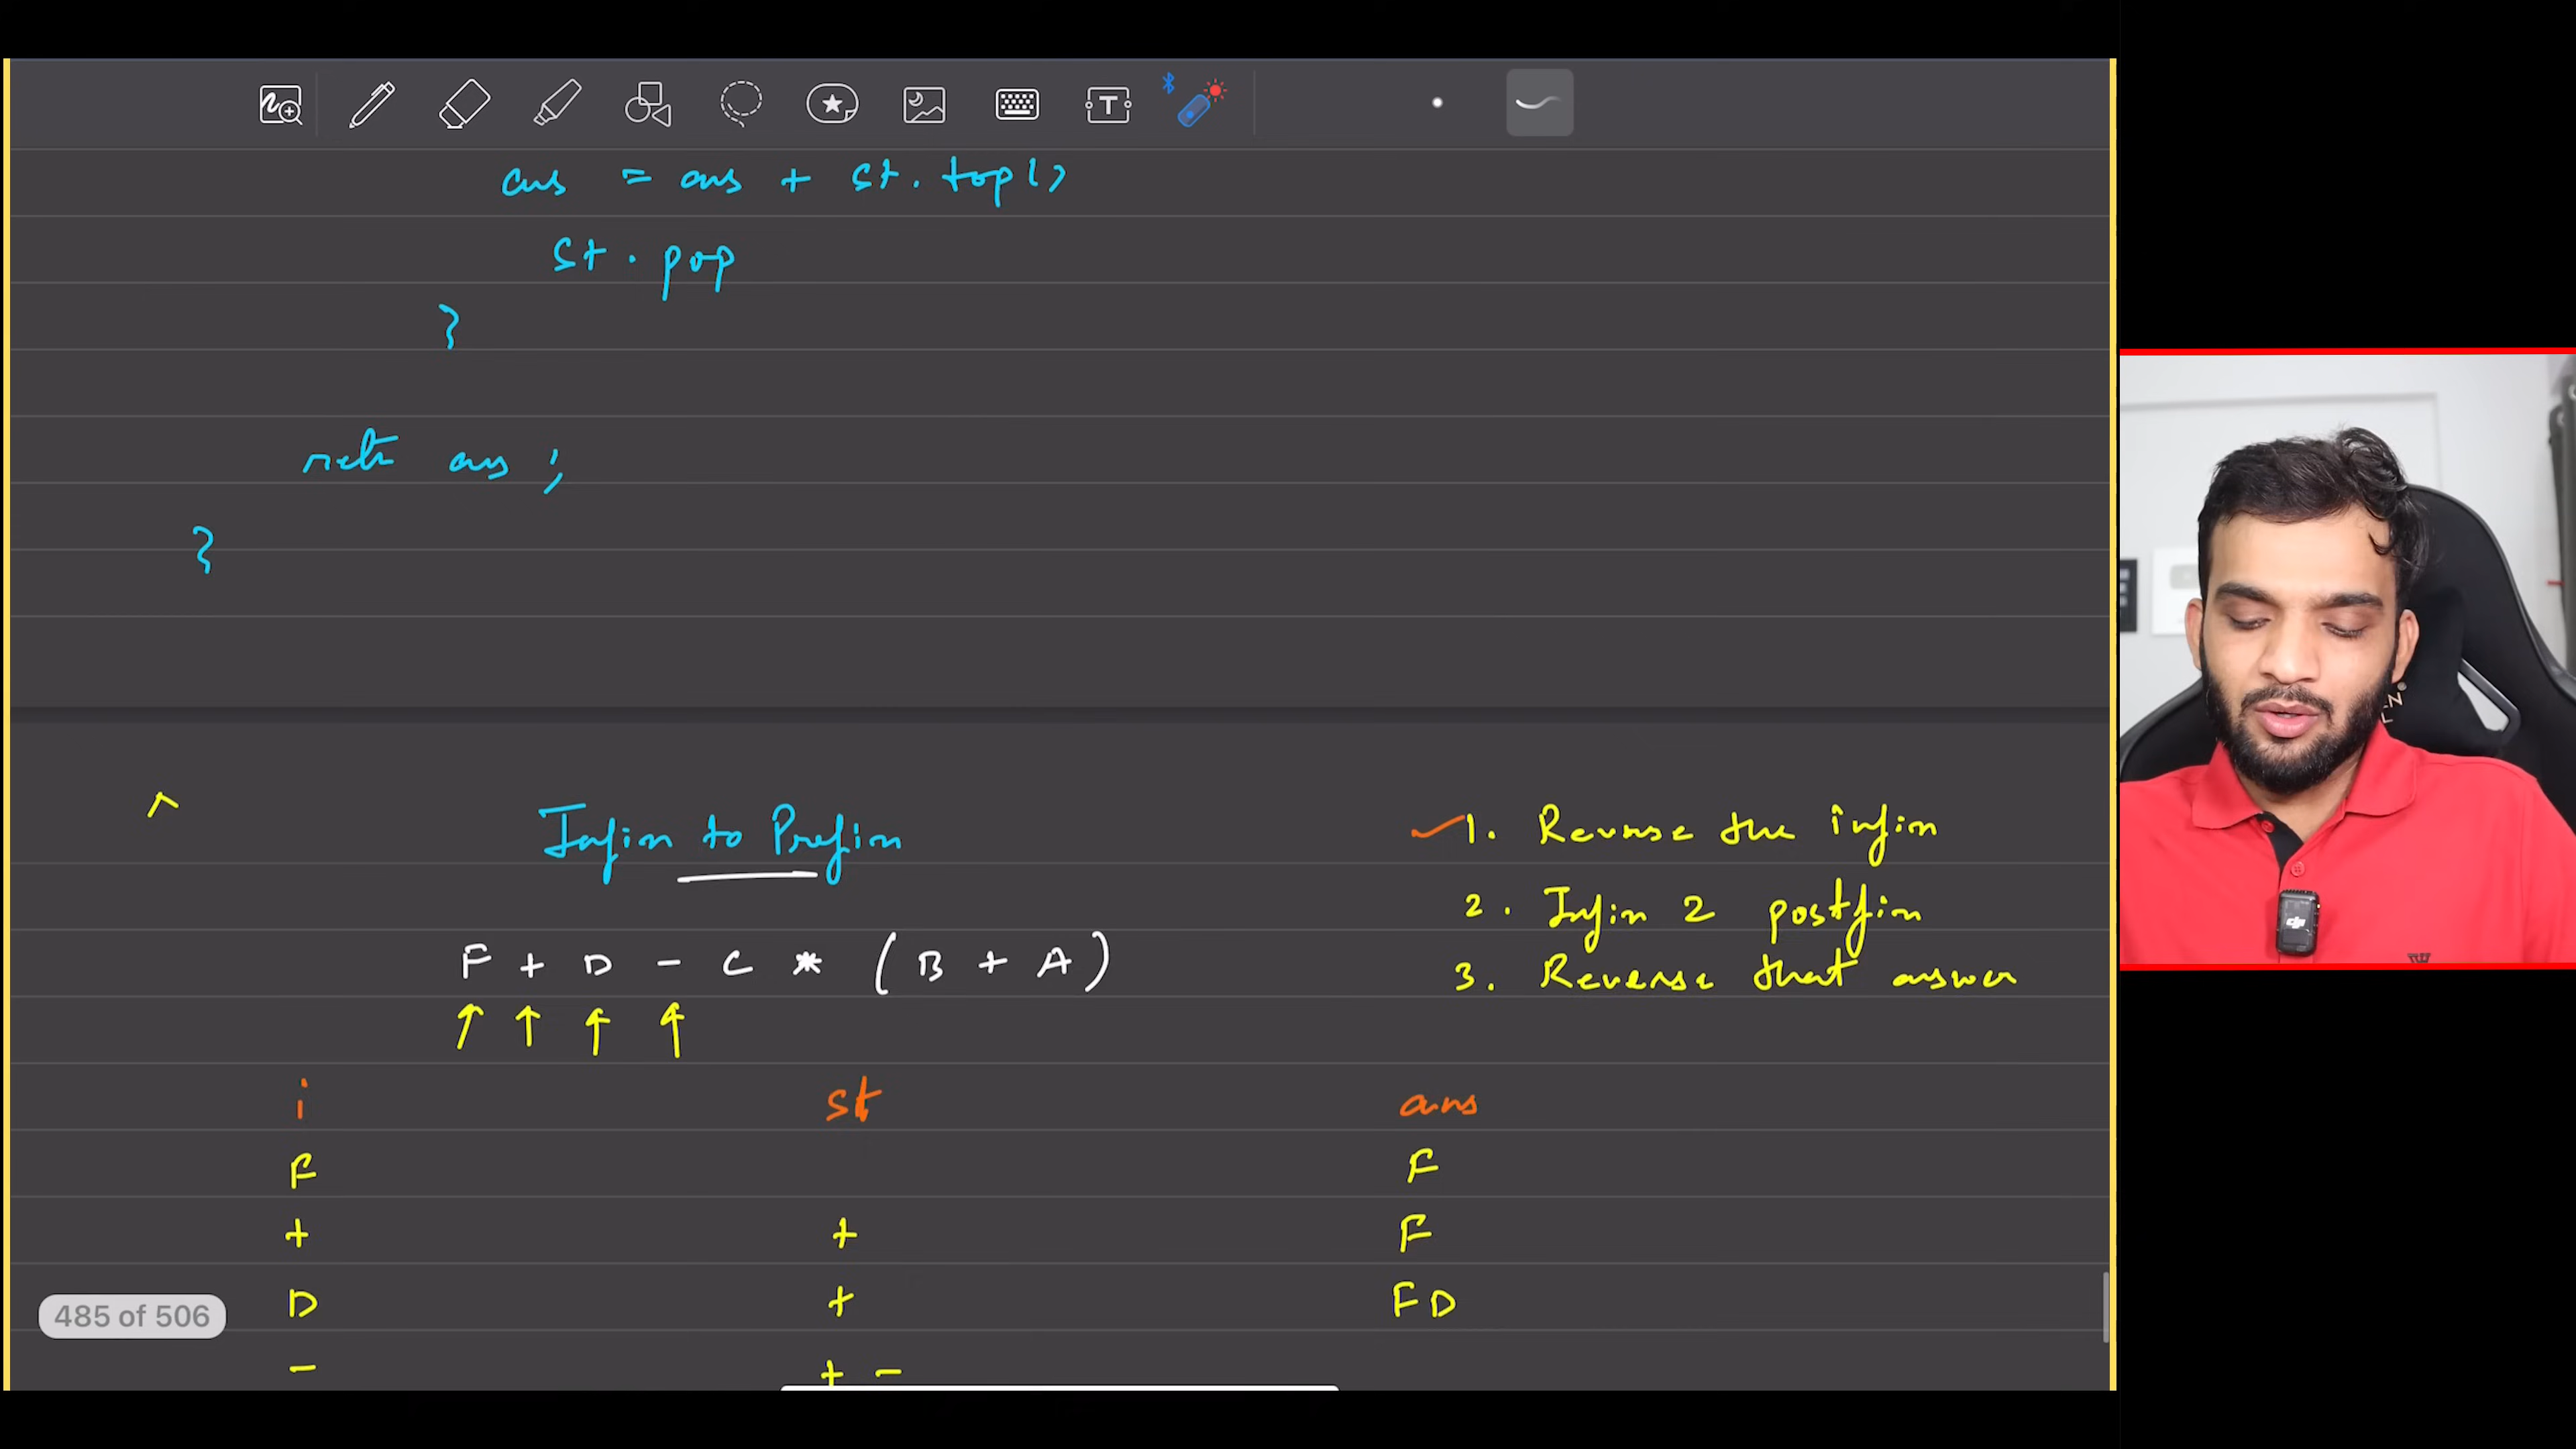 ans = ans + st.top()
st.pop
}
retn ans ;
}
^
Infix to Prefix
F + D - C * (B + A)
1. Reverse the infix
2. Infix 2 postfix
3. Reverse that answer
i st ans
F F
+ + F
D + FD
- + -
485 of 506